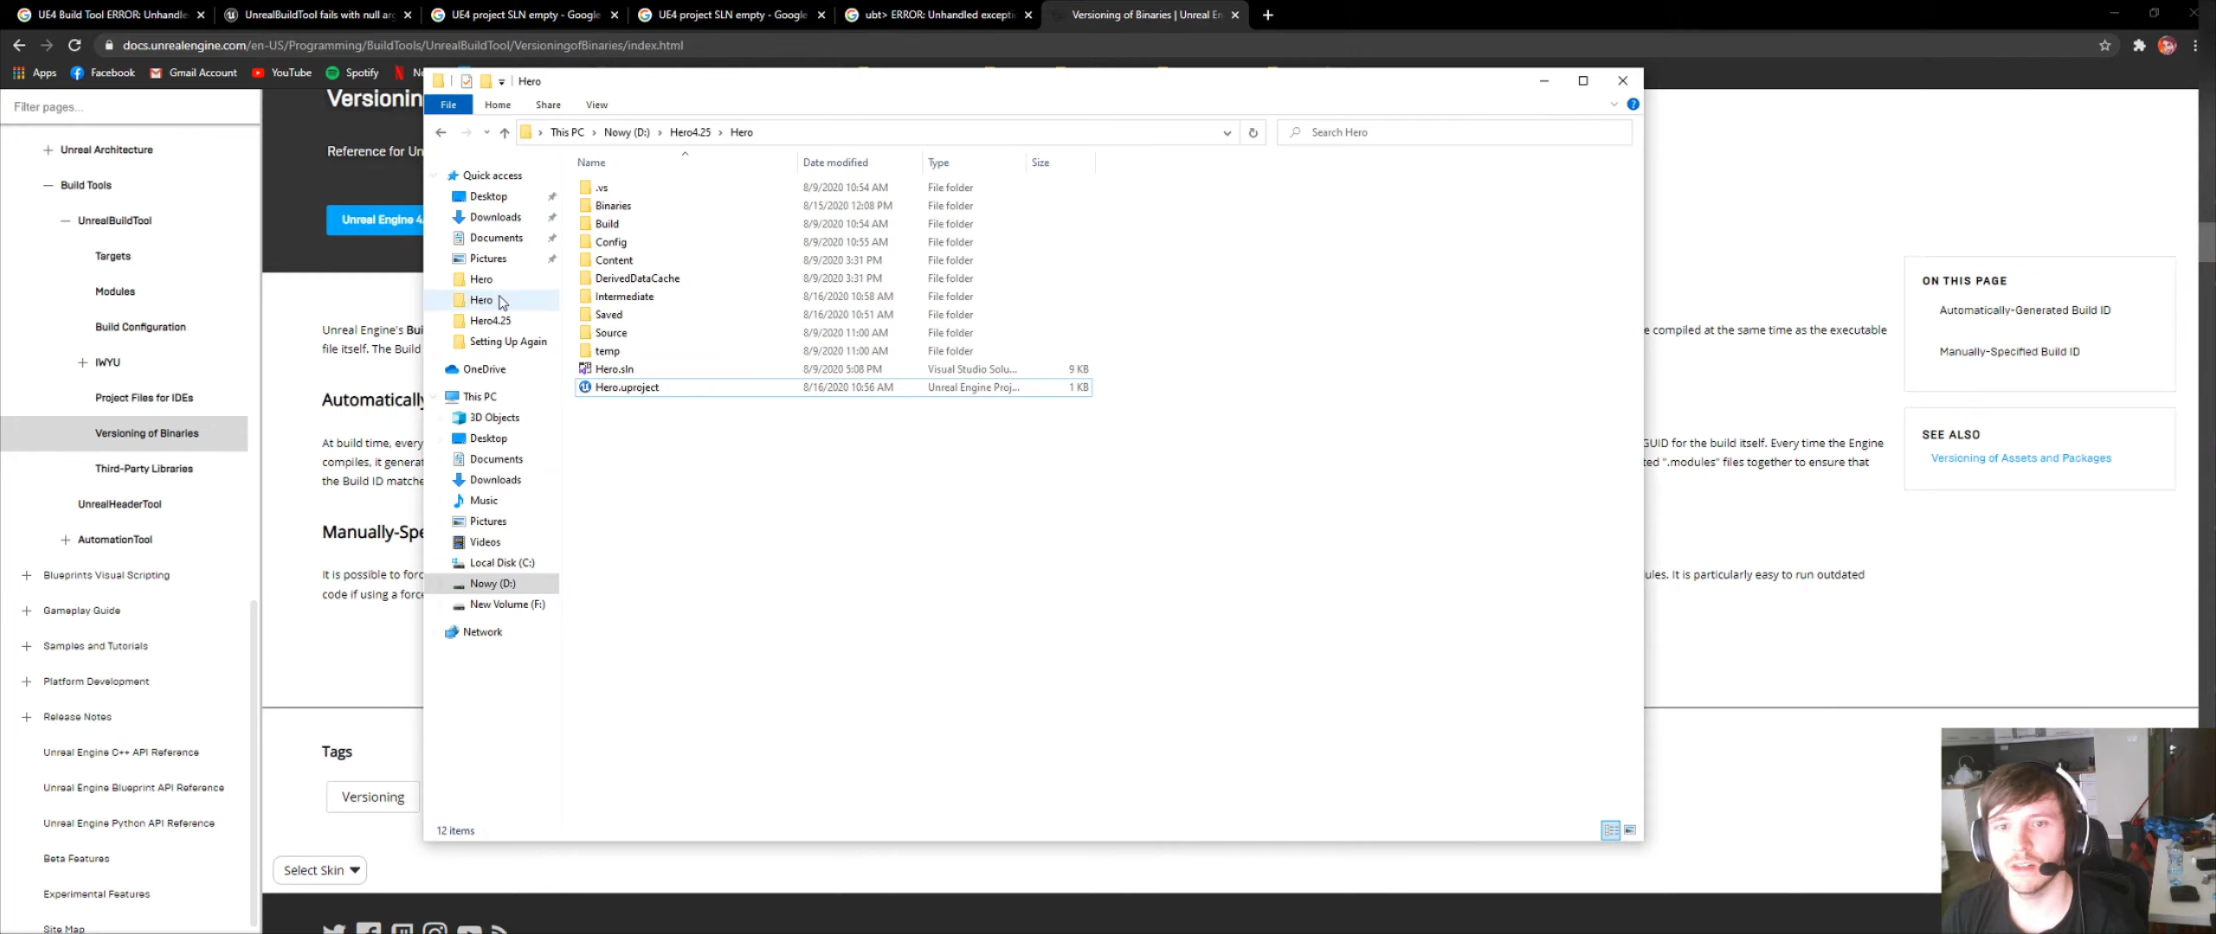 UE4 Build Tool ERROR: Unhandle
UnrealBuildTool fails with null arg
UE4 project SLN empty - Google
UE4 project SLN empty - Google
ubt> ERROR: Unhandled excepti
Versioning of Binaries | Unreal En
docs.unrealengine.com/en-US/Programming/BuildTools/UnrealBuildTool/VersioningofBinaries/index.html
Apps
Facebook
Gmail Account
YouTube
Spotify
Filter pages...
Unreal Architecture
Build Tools
UnrealBuildTool
Targets
Modules
Build Configuration
IWYU
Project Files for IDEs
Versioning of Binaries
Third-Party Libraries
UnrealHeaderTool
AutomationTool
Blueprints Visual Scripting
Gameplay Guide
Samples and Tutorials
Platform Development
Release Notes
Unreal Engine C++ API Reference
Unreal Engine Blueprint API Reference
Unreal Engine Python API Reference
Beta Features
Experimental Features
Site Map
Versionin
Reference for Un
Unreal Engine 4.
Unreal Engine's Bui
file itself. The Build
Automatically
At build time, every
compiles, it generat
the Build ID matche
Manually-Spe
It is possible to forc
code if using a force
Tags
Versioning
Select Skin
Hero
File Home Share View
This PC > Nowy (D:) > Hero4.25 > Hero
Search Hero
Name Date modified Type Size
.vs 8/9/2020 10:54 AM File folder
Binaries 8/15/2020 12:08 PM File folder
Build 8/9/2020 10:54 AM File folder
Config 8/9/2020 10:55 AM File folder
Content 8/9/2020 3:31 PM File folder
DerivedDataCache 8/9/2020 3:31 PM File folder
Intermediate 8/16/2020 10:58 AM File folder
Saved 8/16/2020 10:51 AM File folder
Source 8/9/2020 11:00 AM File folder
temp 8/9/2020 11:00 AM File folder
Hero.sln 8/9/2020 5:08 PM Visual Studio Solu... 9 KB
Hero.uproject 8/16/2020 10:56 AM Unreal Engine Proj... 1 KB
Quick access
Desktop
Downloads
Documents
Pictures
Hero
Hero
Hero4.25
Setting Up Again
OneDrive
This PC
3D Objects
Desktop
Documents
Downloads
Music
Pictures
Videos
Local Disk (C:)
Nowy (D:)
New Volume (F:)
Network
12 items
e compiled at the same time as the executable
GUID for the build itself. Every time the Engine
ted ".modules" files together to ensure that
ules. It is particularly easy to run outdated
ON THIS PAGE
Automatically-Generated Build ID
Manually-Specified Build ID
SEE ALSO
Versioning of Assets and Packages